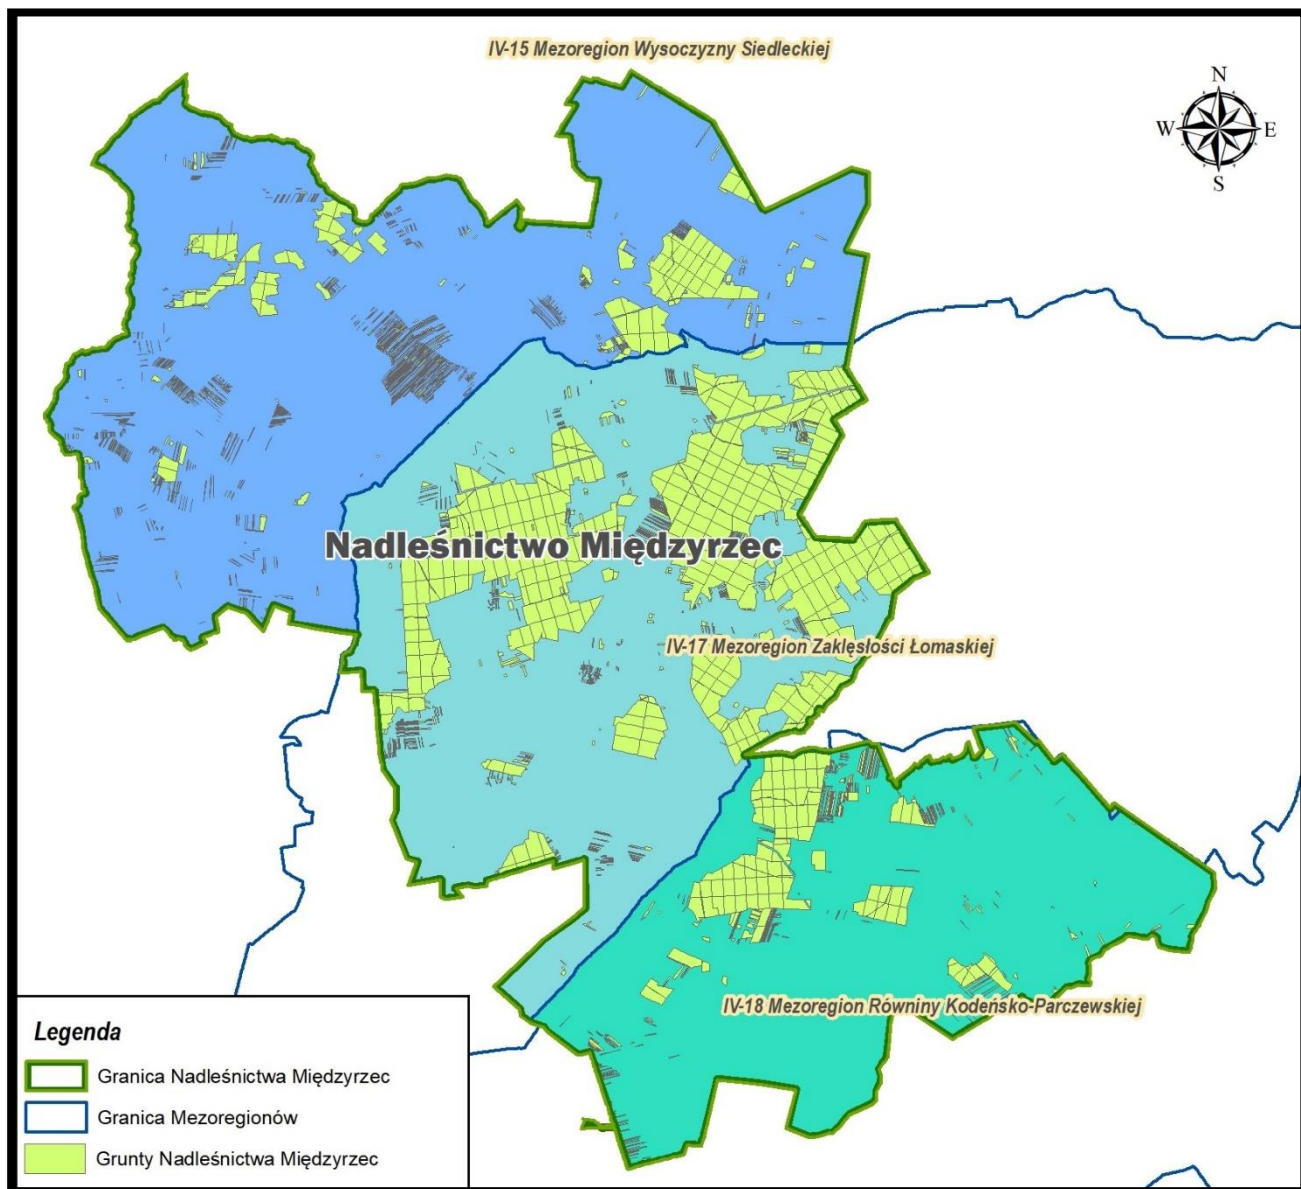 IV-15 Mezoregion Wysoczyzny Siedleckiej
N
W E
S
Nadleśnictwo Międzyrzec
IV-17 Mezoregion Zaklęsłości Łomaskiej
IV-18 Mezoregion Równiny Kodeńsko-Parczewskiej
Legenda
Granica Nadleśnictwa Międzyrzec
Granica Mezoregionów
Grunty Nadleśnictwa Międzyrzec